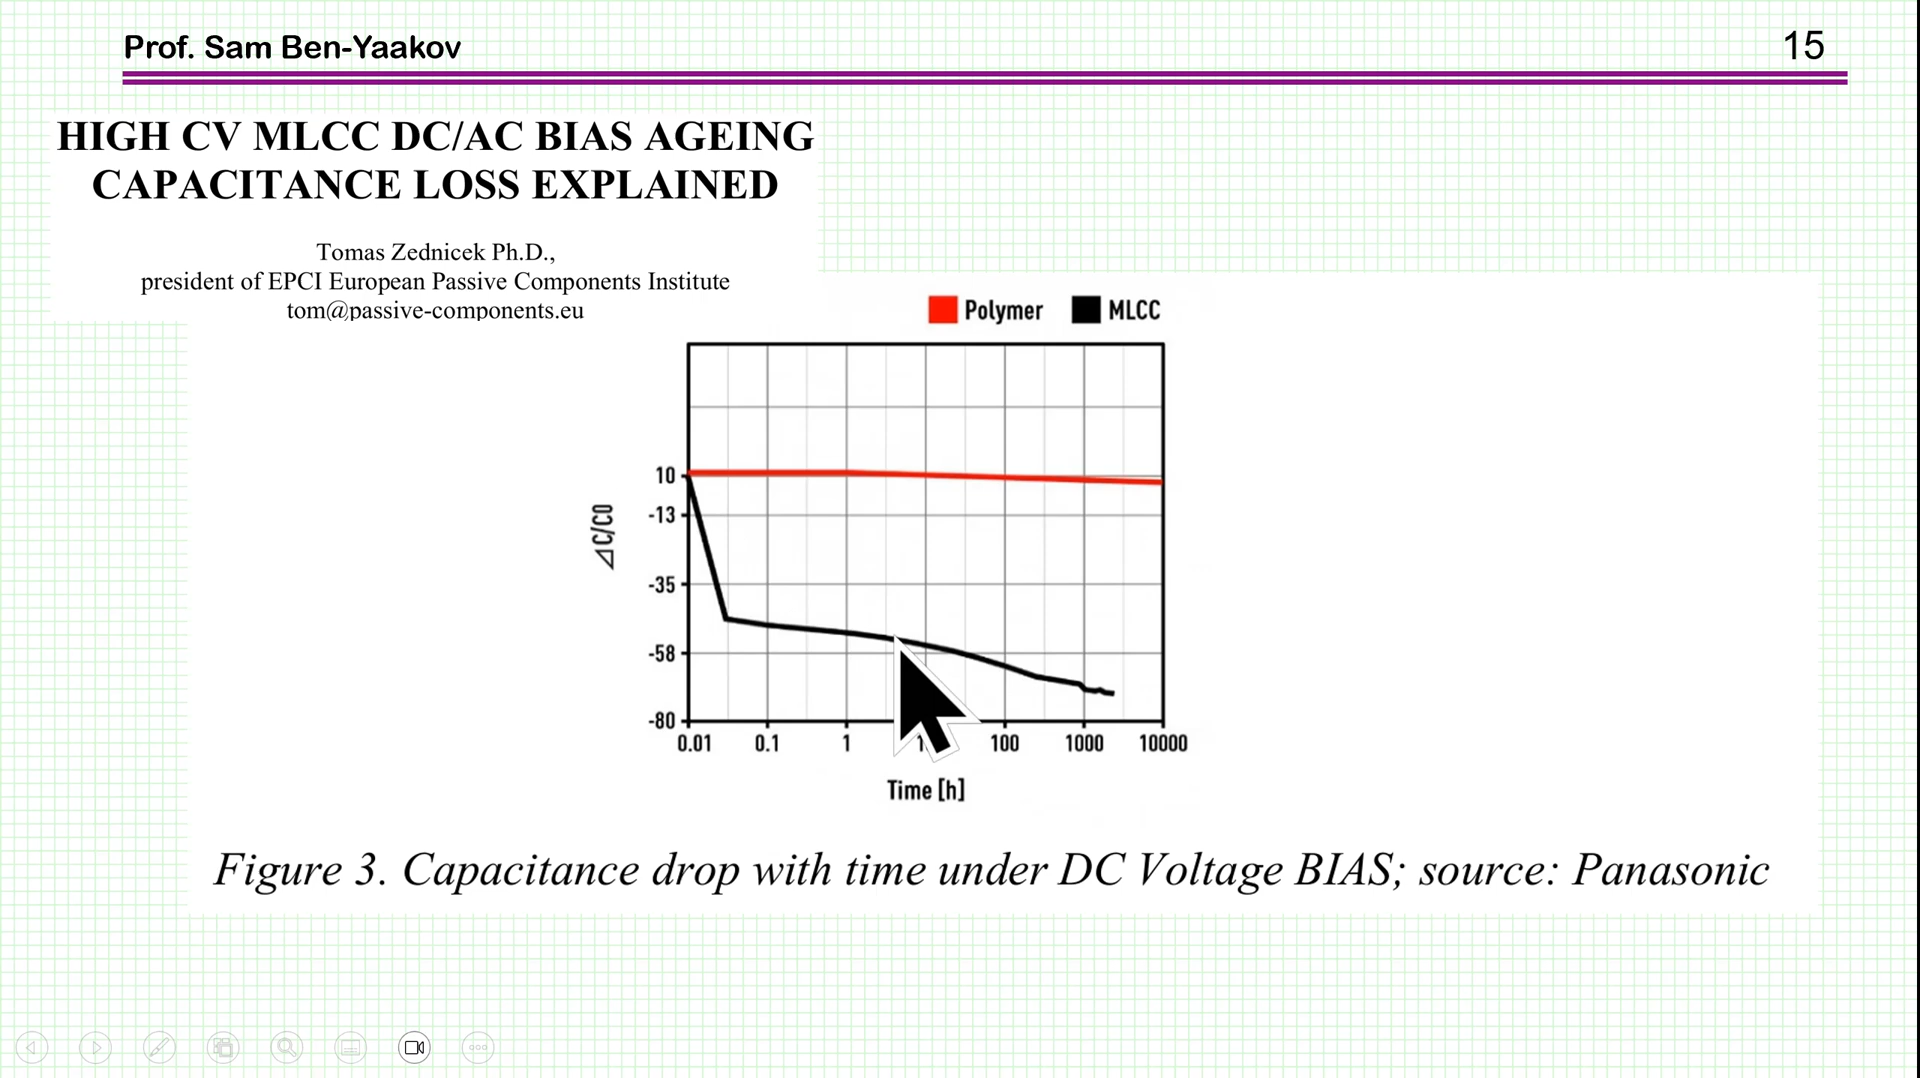 Prof. Sam Ben-Yaakov
15
HIGH CV MLCC DC/AC BIAS AGEING
CAPACITANCE LOSS EXPLAINED
Tomas Zednicek Ph.D.,
president of EPCI European Passive Components Institute
tom@passive-components.eu
Polymer MLCC
10
-13
-35
-58
-80
⊿C/C0
0.01 0.1 1 100 1000 10000
Time [h]
Figure 3. Capacitance drop with time under DC Voltage BIAS; source: Panasonic